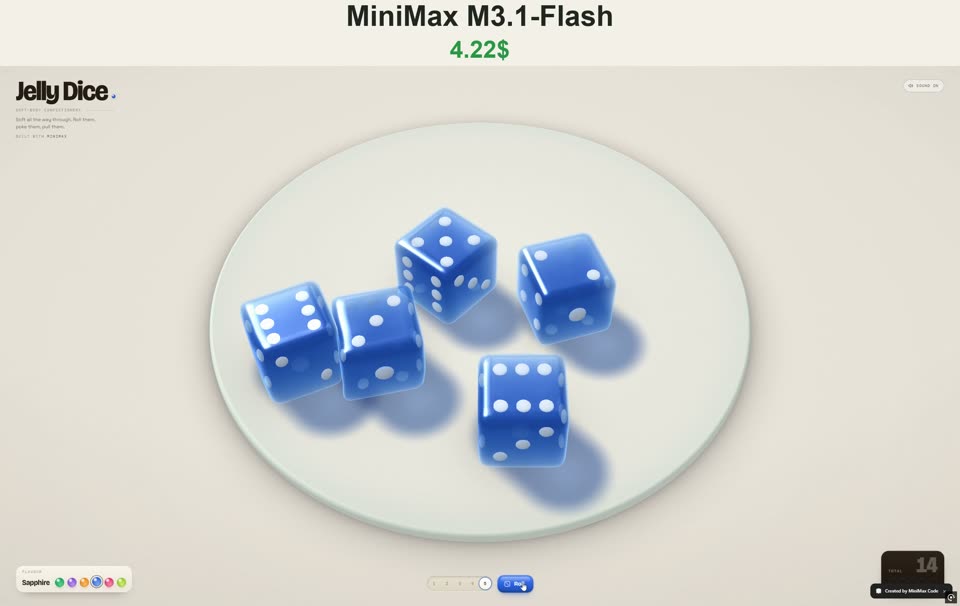 MiniMax M3.1-Flash
4.22$
Jelly Dice
SOFT-BODY CONFECTIONERY
Soft all the way through. Roll them,
poke them, pull them.
BUILT WITH MINIMAX
SOUND ON
FLAVOUR
Sapphire
1 2 3 4 5
Roll
TOTAL 14
Created by MiniMax Code